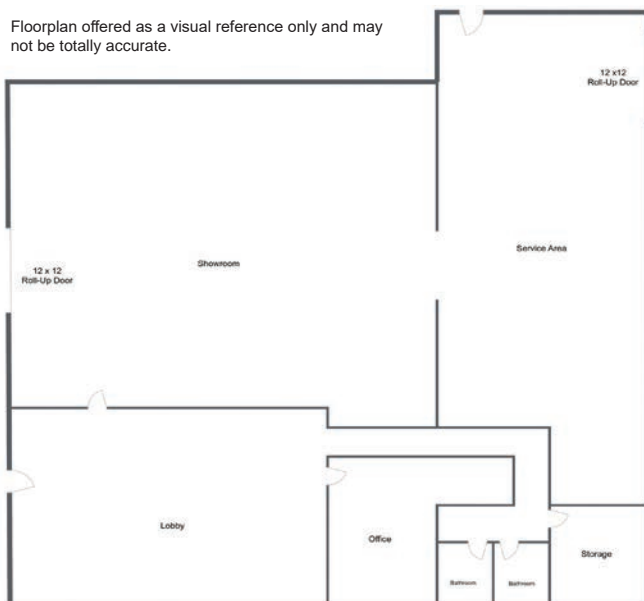 Floorplan offered as a visual reference only and may
not be totally accurate.
12 x12
Roll-Up Door
Service Area
Showroom
12 x 12
Roll-Up Door
Lobby
Office
Storage
Bathroom
Bathroom